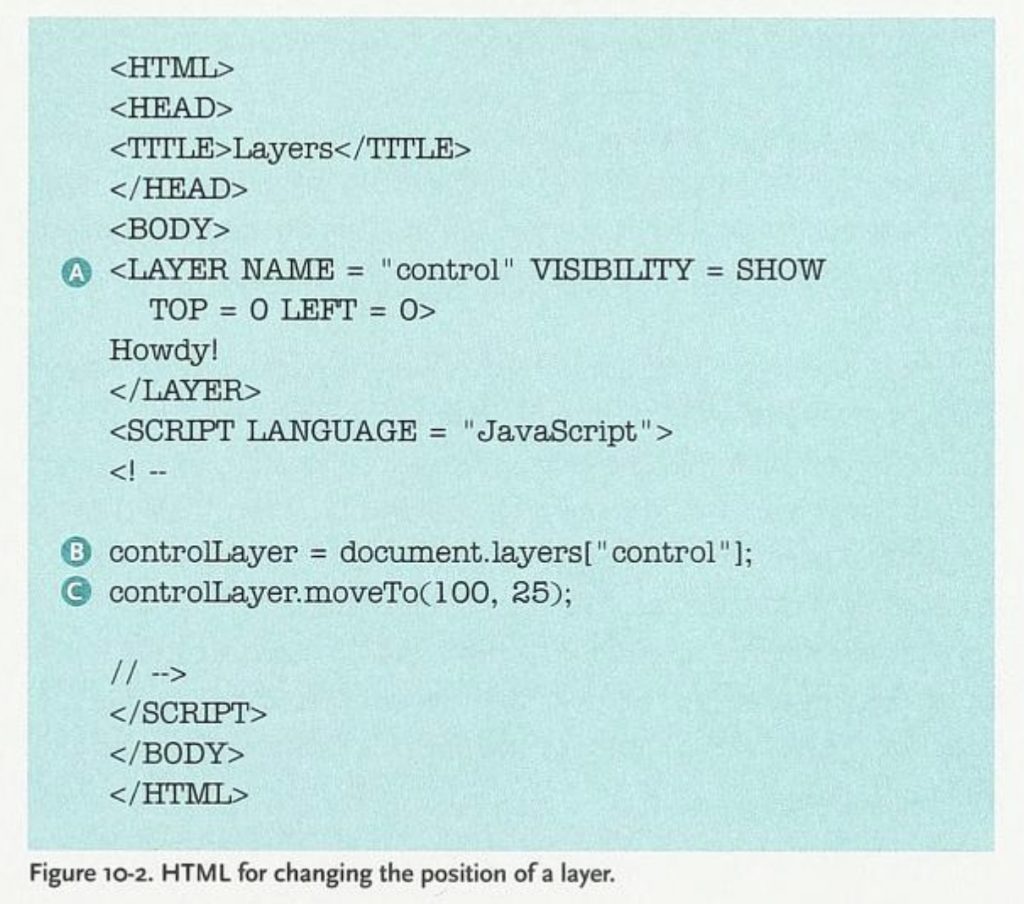 <HTML>
<HEAD>
<TITLE>Layers</TITLE>
</HEAD>
<BODY>
A <LAYER NAME = "control" VISIBILITY = SHOW
TOP = 0 LEFT = 0>
Howdy!
</LAYER>
<SCRIPT LANGUAGE = "JavaScript">
<! --
B controlLayer = document.layers["control"];
C controlLayer.moveTo(100, 25);
// -->
</SCRIPT>
</BODY>
</HTML>
Figure 10-2. HTML for changing the position of a layer.